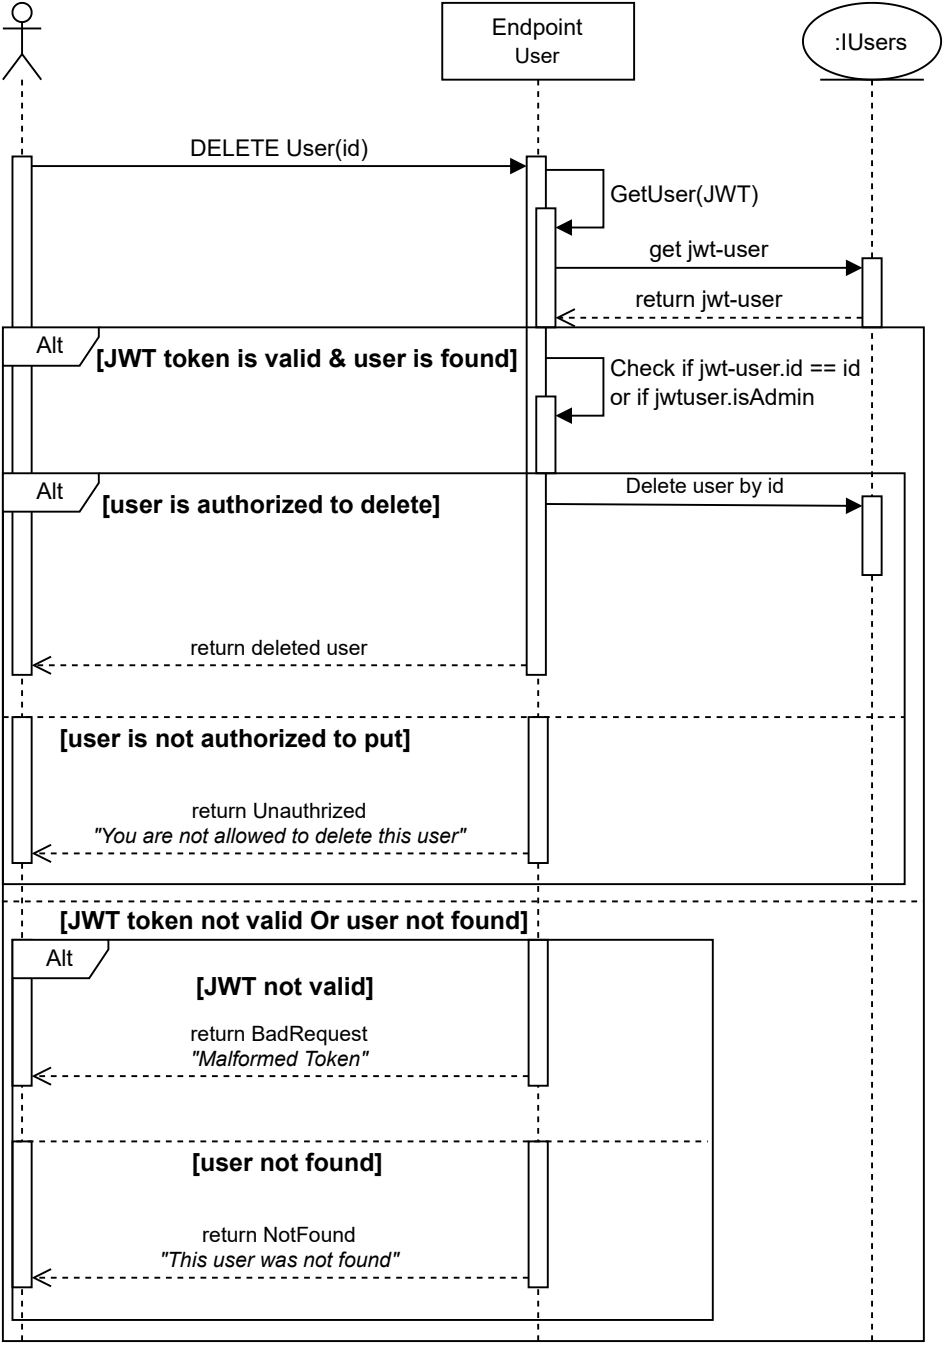 Endpoint
User
:IUsers
DELETE User(id)
GetUser(JWT)
get jwt-user
return jwt-user
Alt
[JWT token is valid & user is found]
Check if jwt-user.id == id
or if jwtuser.isAdmin
Alt
[user is authorized to delete]
Delete user by id
return deleted user
[user is not authorized to put]
return Unauthrized
"You are not allowed to delete this user"
[JWT token not valid Or user not found]
Alt
[JWT not valid]
return BadRequest
"Malformed Token"
[user not found]
return NotFound
"This user was not found"